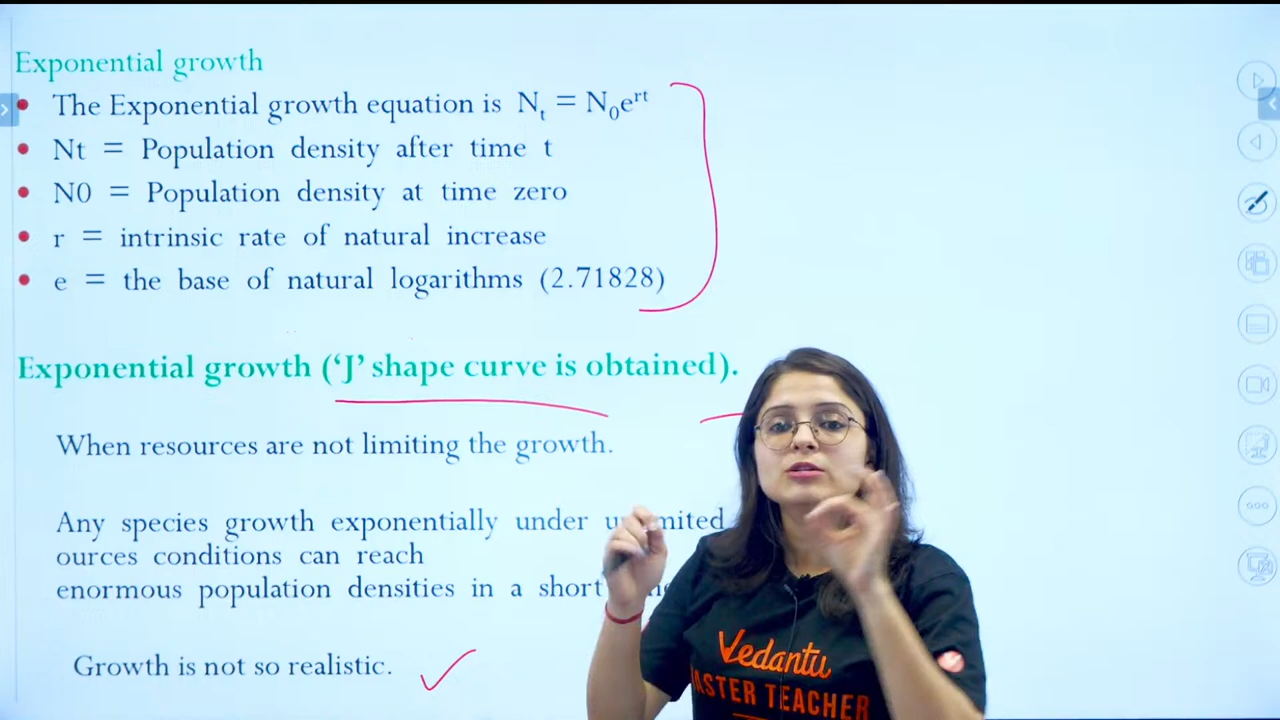 Exponential growth
• The Exponential growth equation is Nₜ = N₀eʳᵗ
• Nt = Population density after time t
• N0 = Population density at time zero
• r = intrinsic rate of natural increase
• e = the base of natural logarithms (2.71828)
Exponential growth (‘J’ shape curve is obtained).
When resources are not limiting the growth.
Any species growth exponentially under
ources conditions can reach
enormous population densities in a short
Growth is not so realistic.
Vedantu
MASTER TEACHER